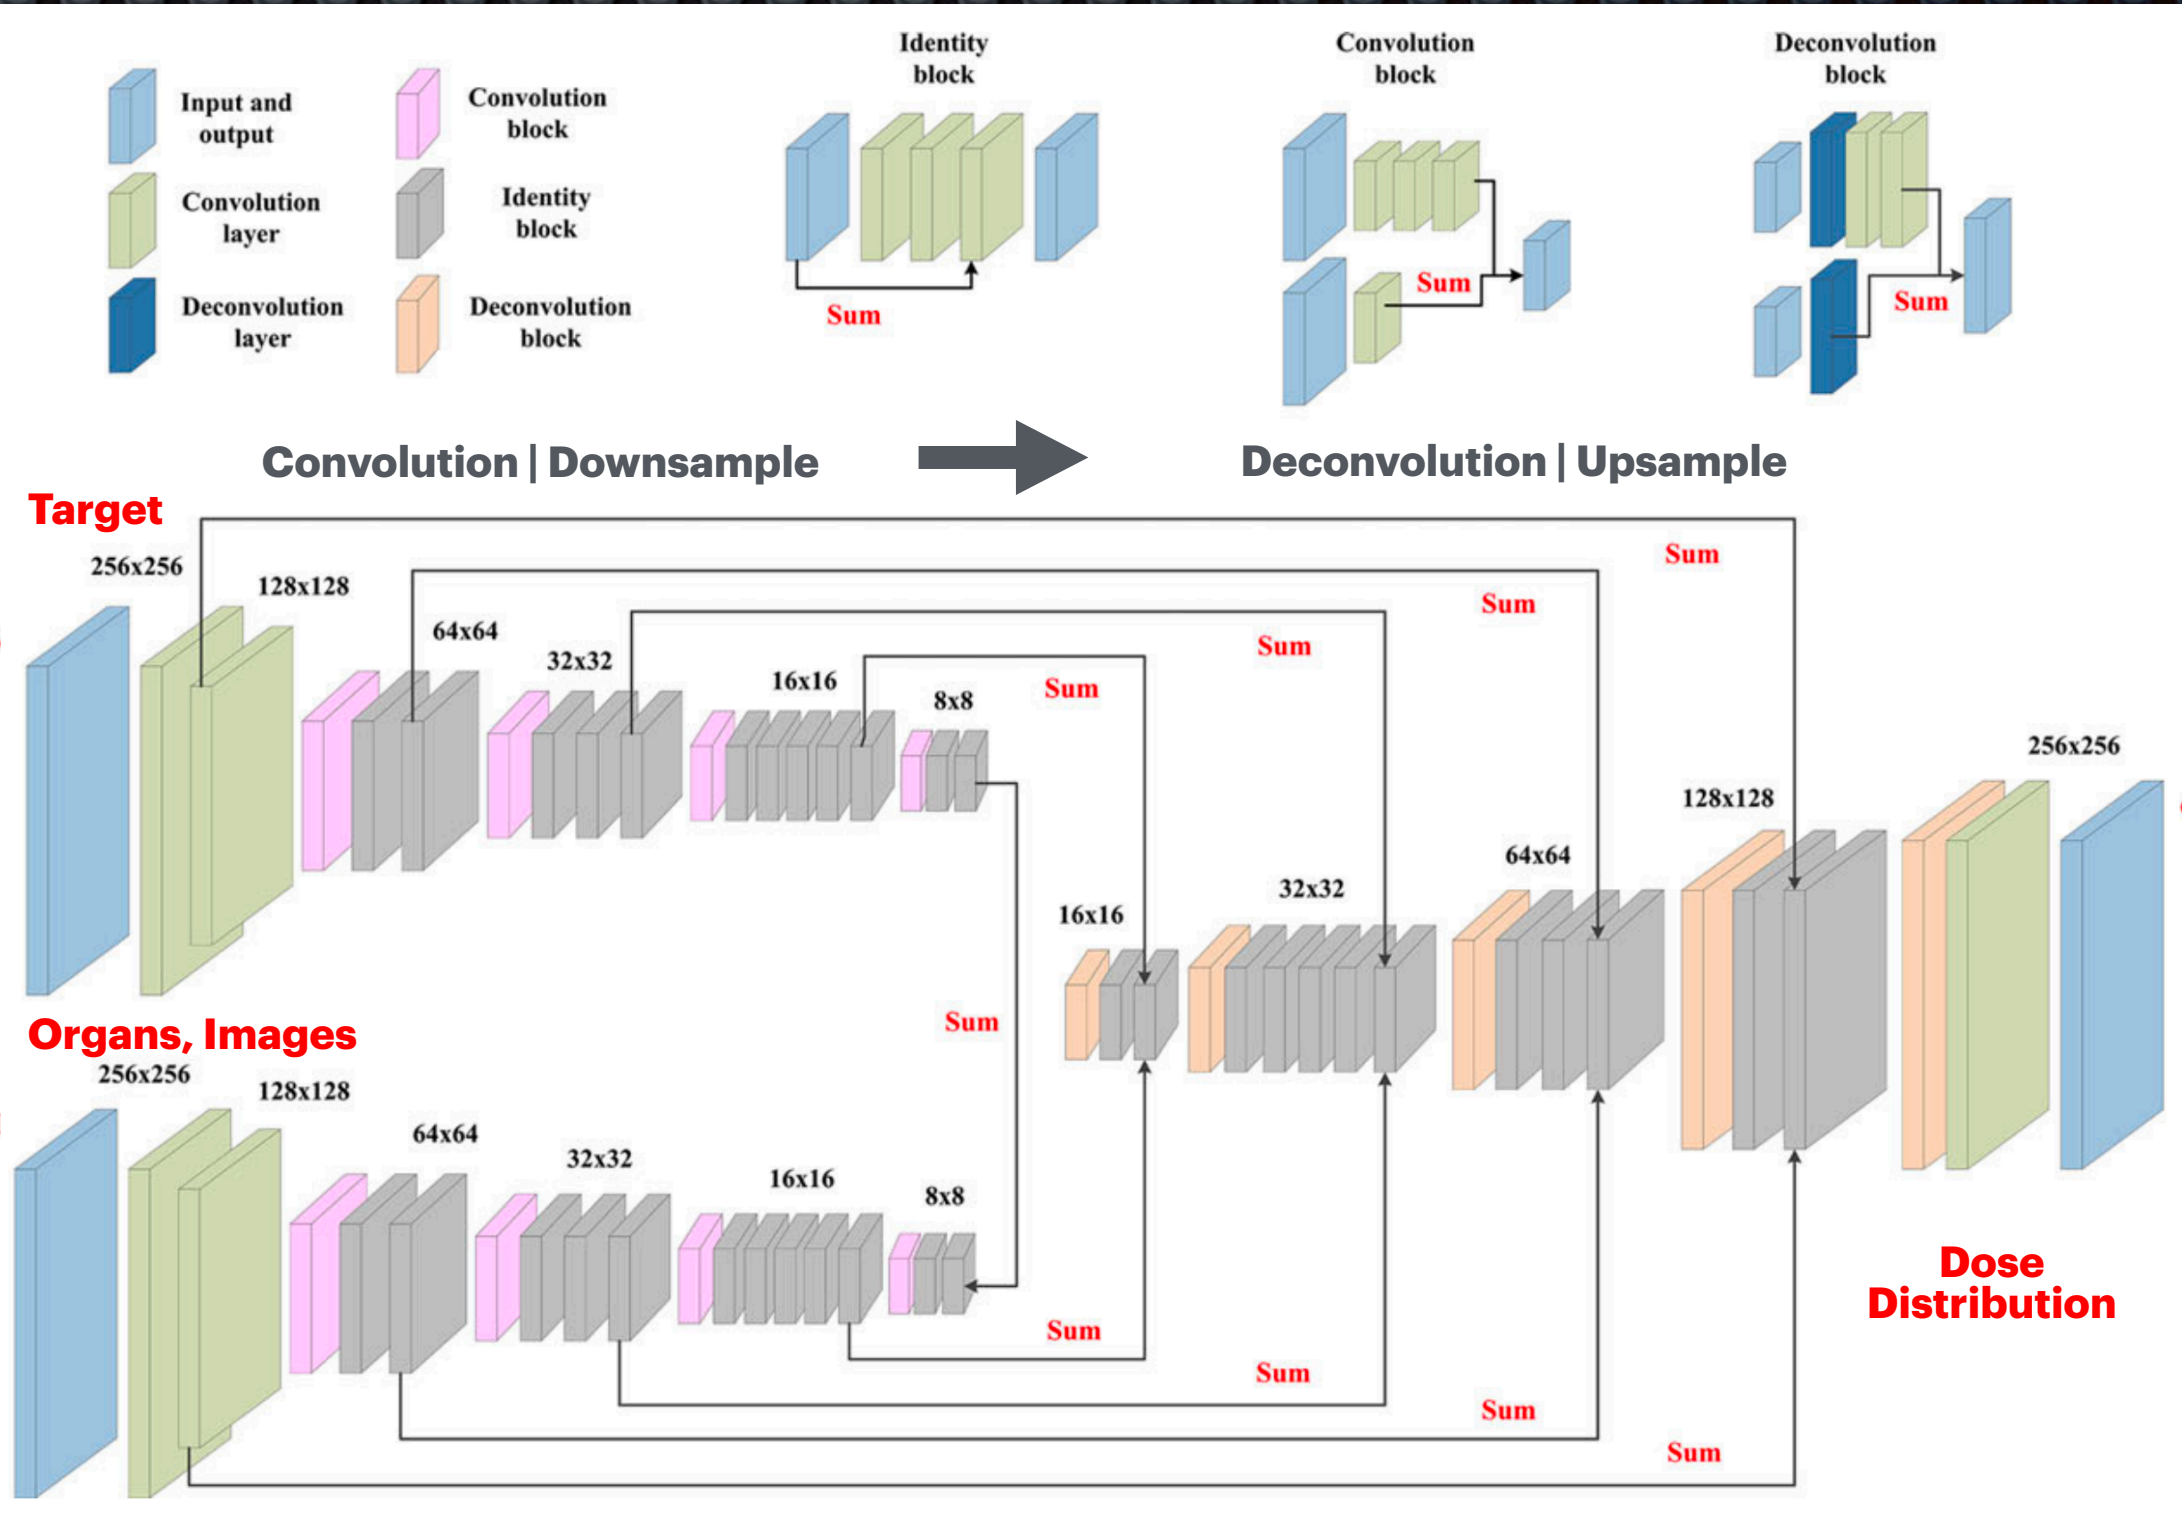 Input and
output
Convolution
block
Convolution
layer
Identity
block
Deconvolution
layer
Deconvolution
block
Identity
block
Sum
Convolution
block
Sum
Deconvolution
block
Sum
Convolution | Downsample
Deconvolution | Upsample
Target
256x256
128x128
64x64
32x32
16x16
8x8
Sum
Sum
Sum
Sum
Sum
16x16
32x32
64x64
128x128
256x256
Organs, Images
256x256
128x128
64x64
32x32
16x16
8x8
Sum
Sum
Sum
Sum
Dose
Distribution